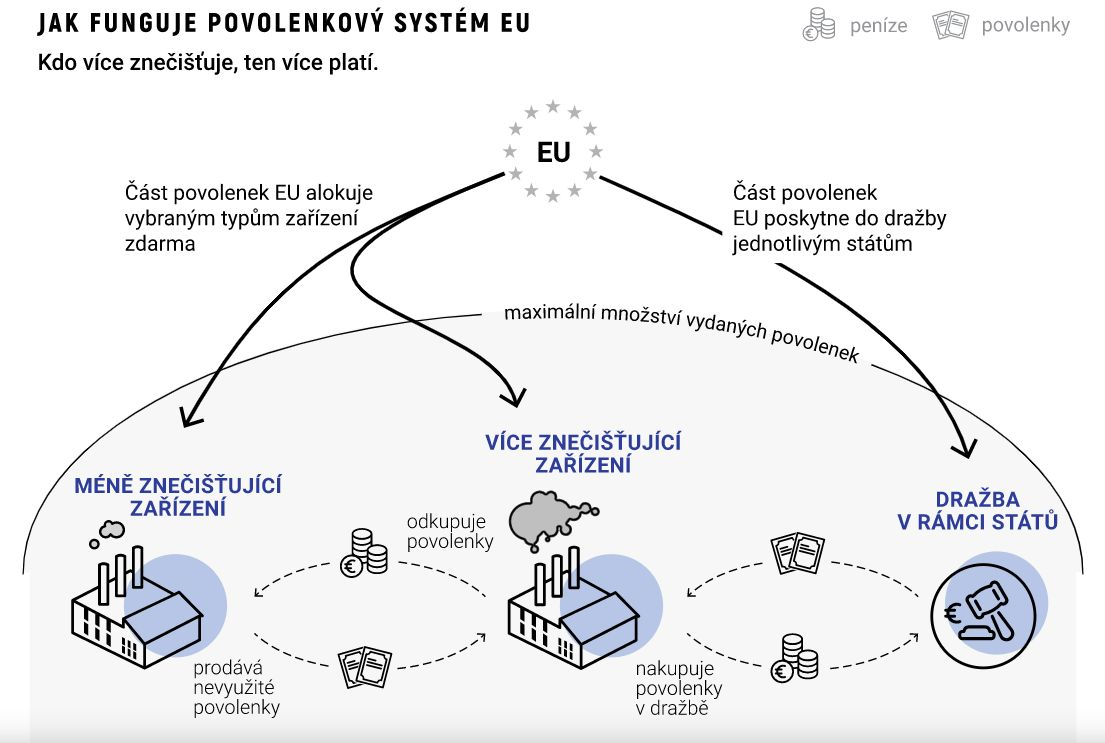 JAK FUNGUJE POVOLENKOVÝ SYSTÉM EU
peníze
povolenky
Kdo více znečišťuje, ten více platí.
EU
Část povolenek EU alokuje
vybraným typům zařízení
zdarma
Část povolenek
EU poskytne do dražby
jednotlivým státům
maximální množství vydaných povolenek
MÉNĚ ZNEČIŠŤUJÍCÍ
ZAŘÍZENÍ
VÍCE ZNEČIŠŤUJÍCÍ
ZAŘÍZENÍ
DRAŽBA
V RÁMCI STÁTŮ
odkupuje
povolenky
prodává
nevyužité
povolenky
nakupuje
povolenky
v dražbě